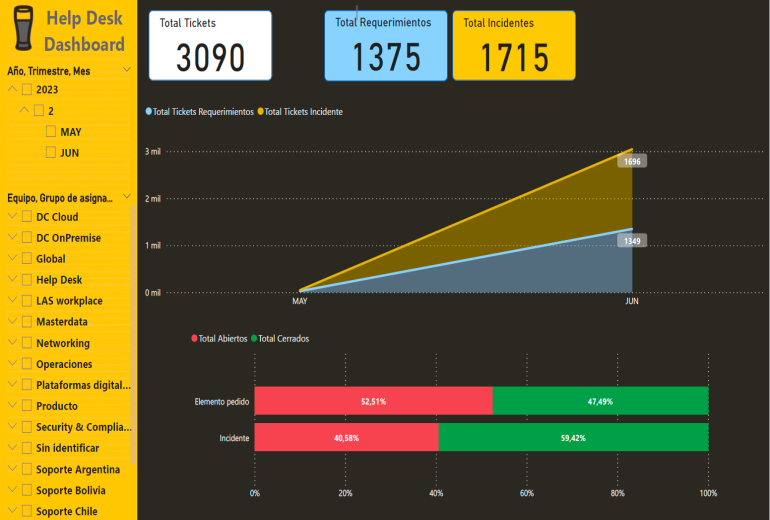 Help Desk
Dashboard
Año, Trimestre, Mes
2023
2
MAY
JUN
Equipo, Grupo de asigna...
DC Cloud
DC OnPremise
Global
Help Desk
LAS workplace
Masterdata
Networking
Operaciones
Plataformas digital...
Producto
Security & Complia...
Sin identificar
Soporte Argentina
Soporte Bolivia
Soporte Chile
Total Tickets
3090
Total Requerimientos
1375
Total Incidentes
1715
Total Tickets Requerimientos Total Tickets Incidente
3 mil
2 mil
1 mil
0 mil
1696
1349
MAY JUN
Total Abiertos Total Cerrados
Elemento pedido 52,51% 47,49%
Incidente 40,58% 59,42%
0% 20% 40% 60% 80% 100%